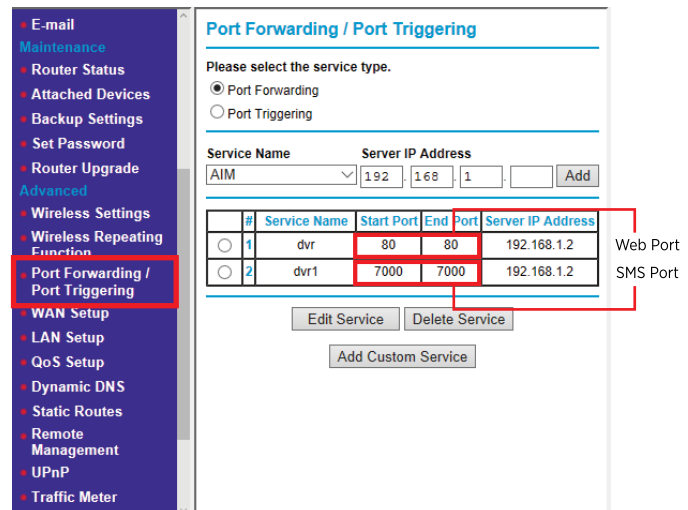 E-mail
Maintenance
Router Status
Attached Devices
Backup Settings
Set Password
Router Upgrade
Advanced
Wireless Settings
Wireless Repeating
Function
Port Forwarding /
Port Triggering
WAN Setup
LAN Setup
QoS Setup
Dynamic DNS
Static Routes
Remote
Management
UPnP
Traffic Meter
Port Forwarding / Port Triggering
Please select the service type.
Port Forwarding
Port Triggering
Service Name Server IP Address
AIM 192 . 168 . 1 . Add
# Service Name Start Port End Port Server IP Address
1 dvr 80 80 192.168.1.2
2 dvr1 7000 7000 192.168.1.2
Edit Service Delete Service
Add Custom Service
Web Port
SMS Port